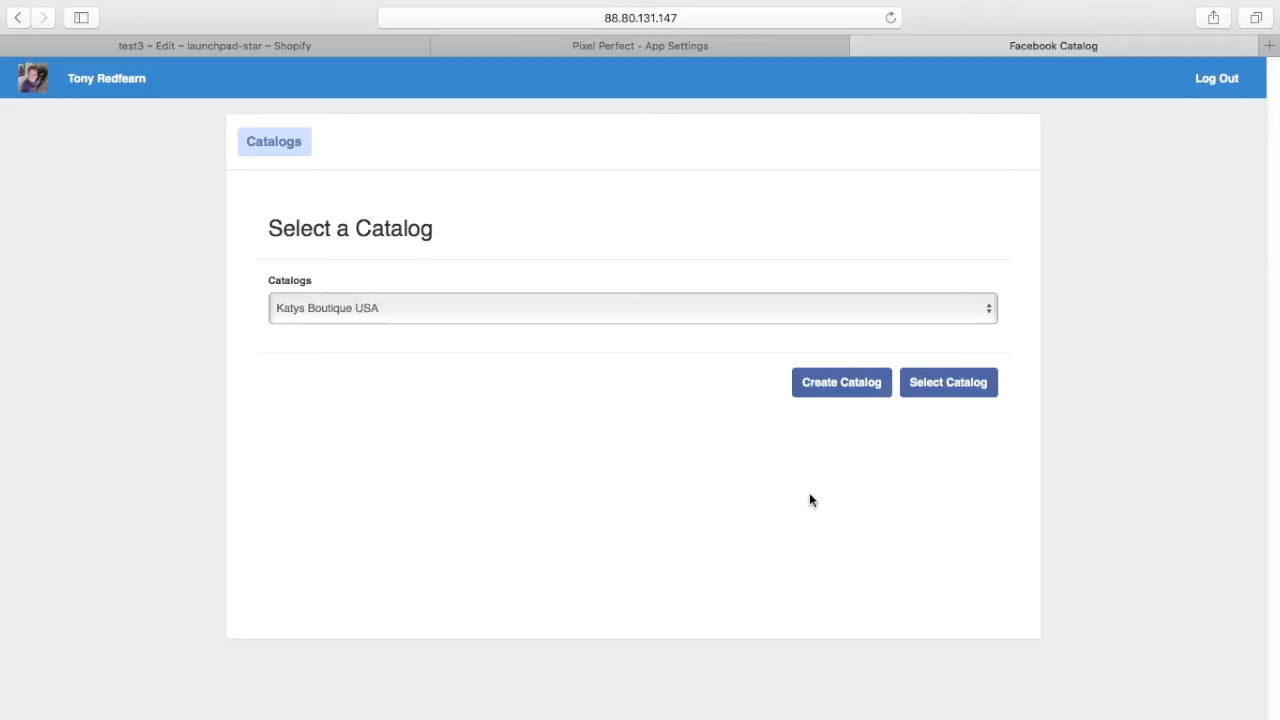 88.80.131.147
test3 ~ Edit ~ launchpad-star ~ Shopify
Pixel Perfect - App Settings
Facebook Catalog
Tony Redfearn
Log Out
Catalogs
Select a Catalog
Catalogs
Katys Boutique USA
Create Catalog
Select Catalog